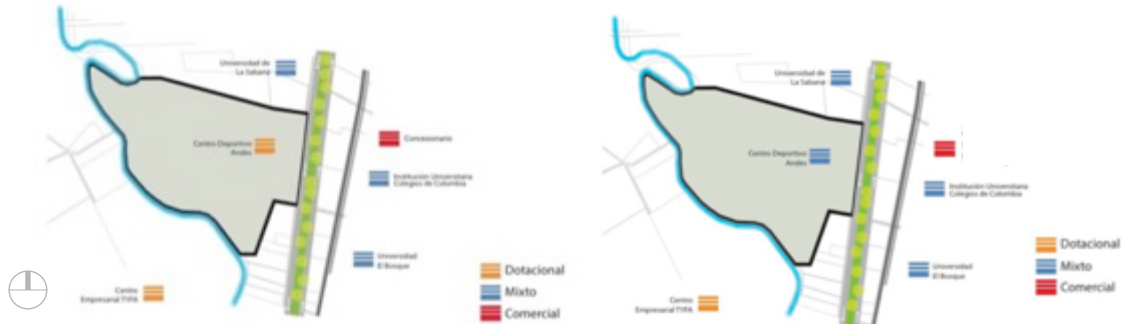 Universidad de
La Sabana
Centro Deportivo
Andes
Concesionario
Institución Universitaria
Colegios de Colombia
Universidad
El Bosque
Centro
Empresarial TYFA
Dotacional
Mixto
Comercial
Universidad de
La Sabana
Centro Deportivo
Andes
Institución Universitaria
Colegios de Colombia
Universidad
El Bosque
Centro
Empresarial TYFA
Dotacional
Mixto
Comercial